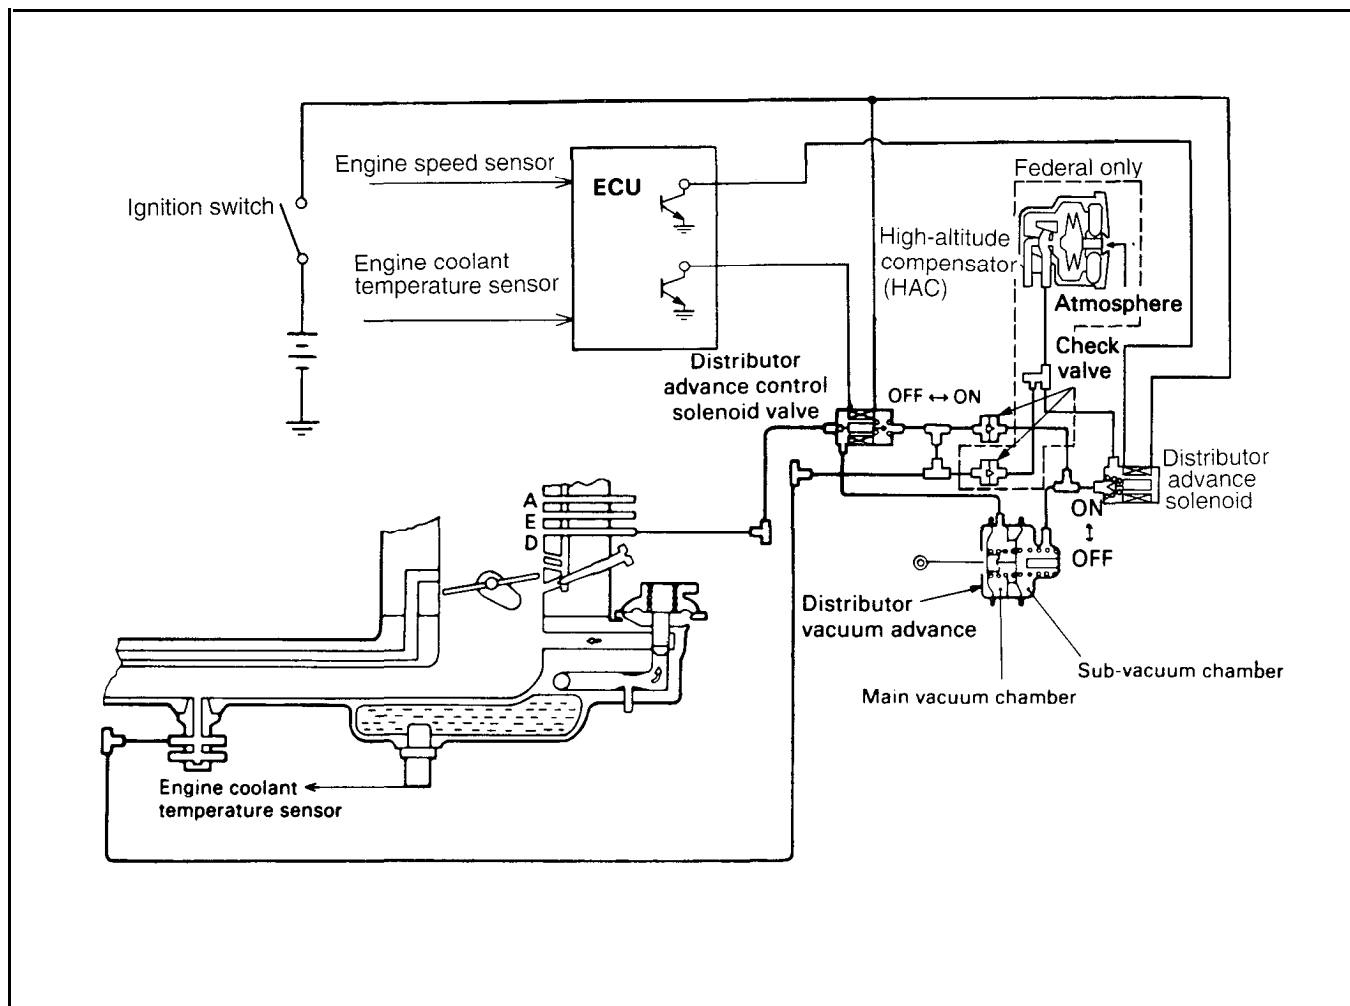 Engine speed sensor
ECU
Federal only
Ignition switch
High-altitude
compensator
(HAC)
Engine coolant
temperature sensor
Atmosphere
Check
valve
Distributor
advance control
solenoid valve
OFF ↔ ON
Distributor
advance
solenoid
A
E
D
ON
↕
OFF
Distributor
vacuum advance
Sub-vacuum chamber
Main vacuum chamber
Engine coolant
temperature sensor